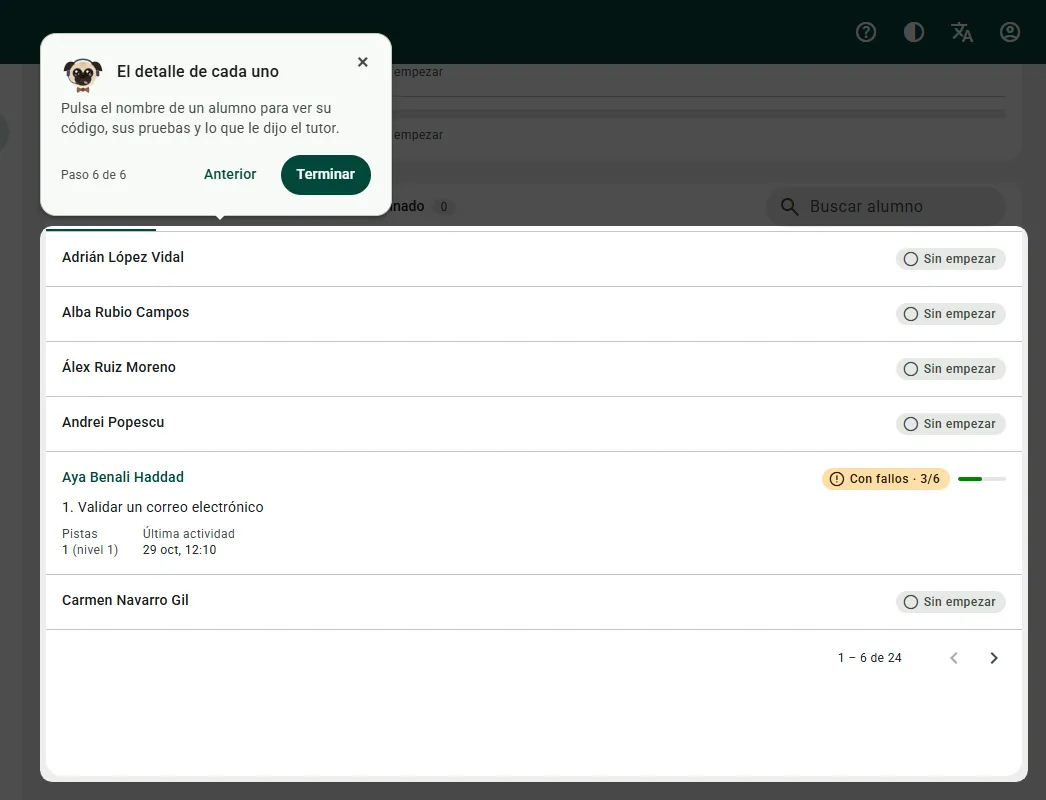 El detalle de cada uno
Pulsa el nombre de un alumno para ver su
código, sus pruebas y lo que le dijo el tutor.
Paso 6 de 6
Anterior
Terminar
empezar
empezar
nado 0
Buscar alumno
Adrián López Vidal
Sin empezar
Alba Rubio Campos
Sin empezar
Álex Ruiz Moreno
Sin empezar
Andrei Popescu
Sin empezar
Aya Benali Haddad
Con fallos · 3/6
1. Validar un correo electrónico
Pistas
Última actividad
1 (nivel 1)
29 oct, 12:10
Carmen Navarro Gil
Sin empezar
1 – 6 de 24